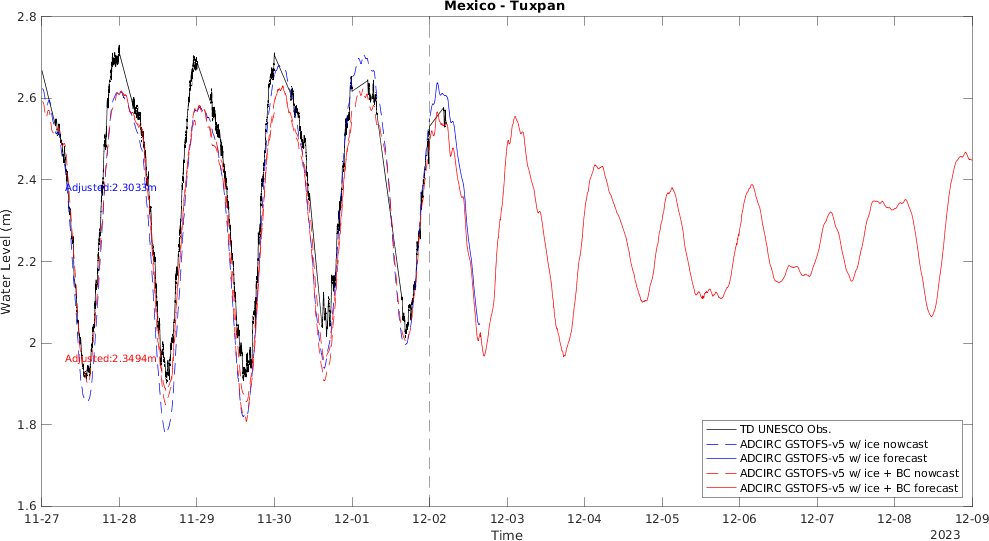 Mexico - Tuxpan
2.8
2.6
2.4
2.2
2
1.8
1.6
Water Level (m)
Adjusted:2.3033m
Adjusted:2.3494m
TD UNESCO Obs.
ADCIRC GSTOFS-v5 w/ ice nowcast
ADCIRC GSTOFS-v5 w/ ice forecast
ADCIRC GSTOFS-v5 w/ ice + BC nowcast
ADCIRC GSTOFS-v5 w/ ice + BC forecast
11-27 11-28 11-29 11-30 12-01 12-02 12-03 12-04 12-05 12-06 12-07 12-08 12-09
Time
2023